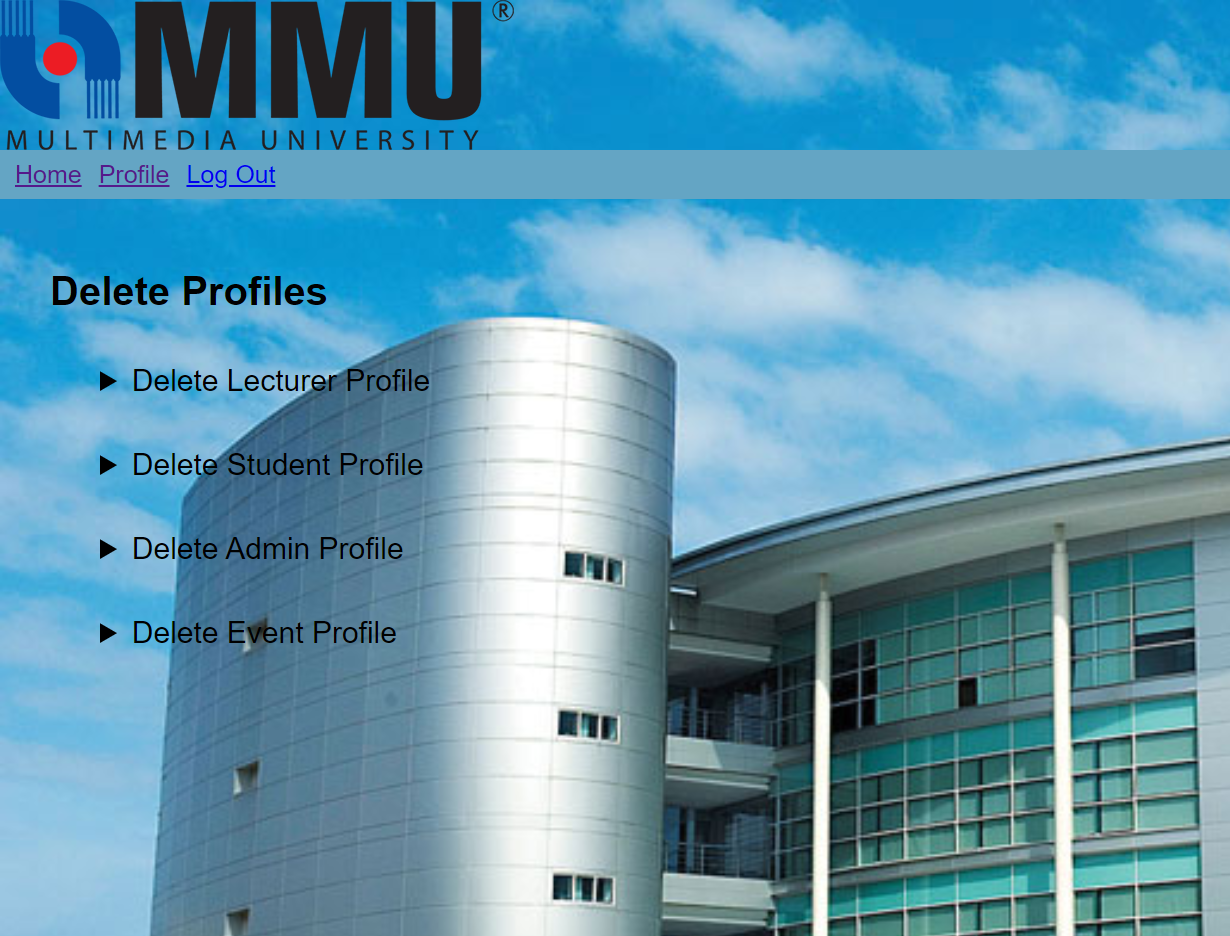 MMU®
MULTIMEDIA UNIVERSITY
Home Profile Log Out
Delete Profiles
Delete Lecturer Profile
Delete Student Profile
Delete Admin Profile
Delete Event Profile